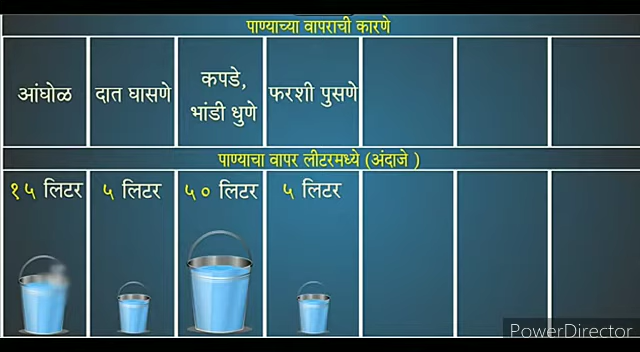 पाण्याच्या वापराची कारणे
आंघोळ
दात घासणे
कपडे,
भांडी धुणे
फरशी पुसणे
पाण्याचा वापर लीटरमध्ये (अंदाजे )
१५ लिटर
५ लिटर
५० लिटर
५ लिटर
PowerDirector